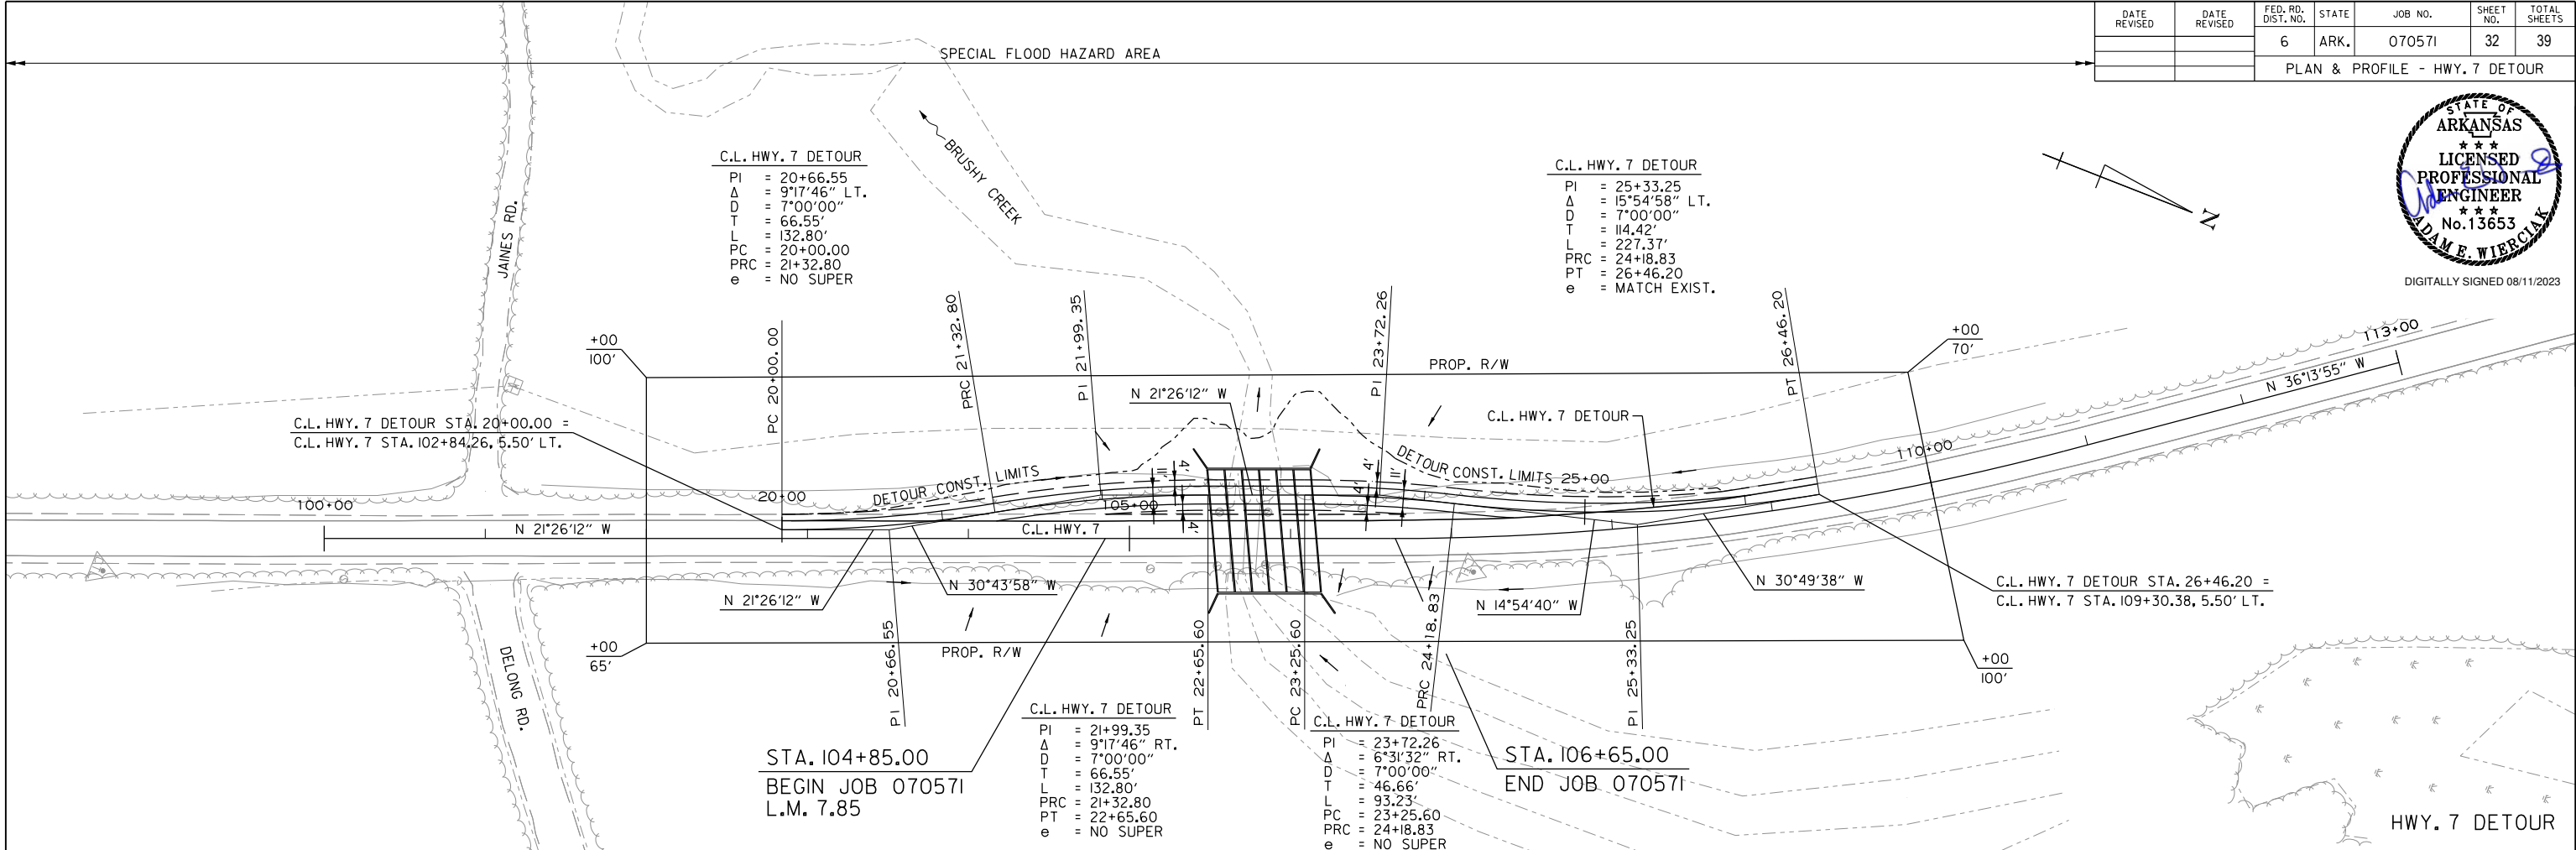 DATE REVISED
DATE REVISED
FED. RD. DIST. NO.
STATE
JOB NO.
SHEET NO.
TOTAL SHEETS
6
ARK.
070571
32
39
PLAN & PROFILE - HWY. 7 DETOUR
SPECIAL FLOOD HAZARD AREA
STATE OF
ARKANSAS
★ ★ ★
LICENSED
PROFESSIONAL
ENGINEER
★ ★ ★
No. 13653
ADAM E. WIERCIAK
DIGITALLY SIGNED 08/11/2023
N
JAINES RD.
BRUSHY CREEK
C.L. HWY. 7 DETOUR
PI = 20+66.55
Δ = 9°17'46" LT.
D = 7°00'00"
T = 66.55'
L = 132.80'
PC = 20+00.00
PRC = 21+32.80
e = NO SUPER
C.L. HWY. 7 DETOUR
PI = 25+33.25
Δ = 15°54'58" LT.
D = 7°00'00"
T = 114.42'
L = 227.37'
PRC = 24+18.83
PT = 26+46.20
e = MATCH EXIST.
+00
100'
PC 20+00.00
PRC 21+32.80
PI 21+99.35
PI 23+72.26
PT 26+46.20
PROP. R/W
+00
70'
113+00
N 36°13'55" W
N 21°26'12" W
C.L. HWY. 7 DETOUR
C.L. HWY. 7 DETOUR STA. 20+00.00 =
C.L. HWY. 7 STA. 102+84.26, 5.50' LT.
110+00
DETOUR CONST. LIMITS
DETOUR CONST. LIMITS
25+00
11'
4'
4'
4'
4'
11'
20+00
100+00
105+00
N 21°26'12" W
C.L. HWY. 7
N 21°26'12" W
N 30°43'58" W
N 14°54'40" W
N 30°49'38" W
C.L. HWY. 7 DETOUR STA. 26+46.20 =
C.L. HWY. 7 STA. 109+30.38, 5.50' LT.
+00
65'
PROP. R/W
+00
100'
DELONG RD.
PI 20+66.55
PT 22+65.60
PC 23+25.60
PRC 24+18.83
PI 25+33.25
STA. 104+85.00
BEGIN JOB 070571
L.M. 7.85
C.L. HWY. 7 DETOUR
PI = 21+99.35
Δ = 9°17'46" RT.
D = 7°00'00"
T = 66.55'
L = 132.80'
PRC = 21+32.80
PT = 22+65.60
e = NO SUPER
C.L. HWY. 7 DETOUR
PI = 23+72.26
Δ = 6°31'32" RT.
D = 7°00'00"
T = 46.66'
L = 93.23'
PC = 23+25.60
PRC = 24+18.83
e = NO SUPER
STA. 106+65.00
END JOB 070571
HWY. 7 DETOUR